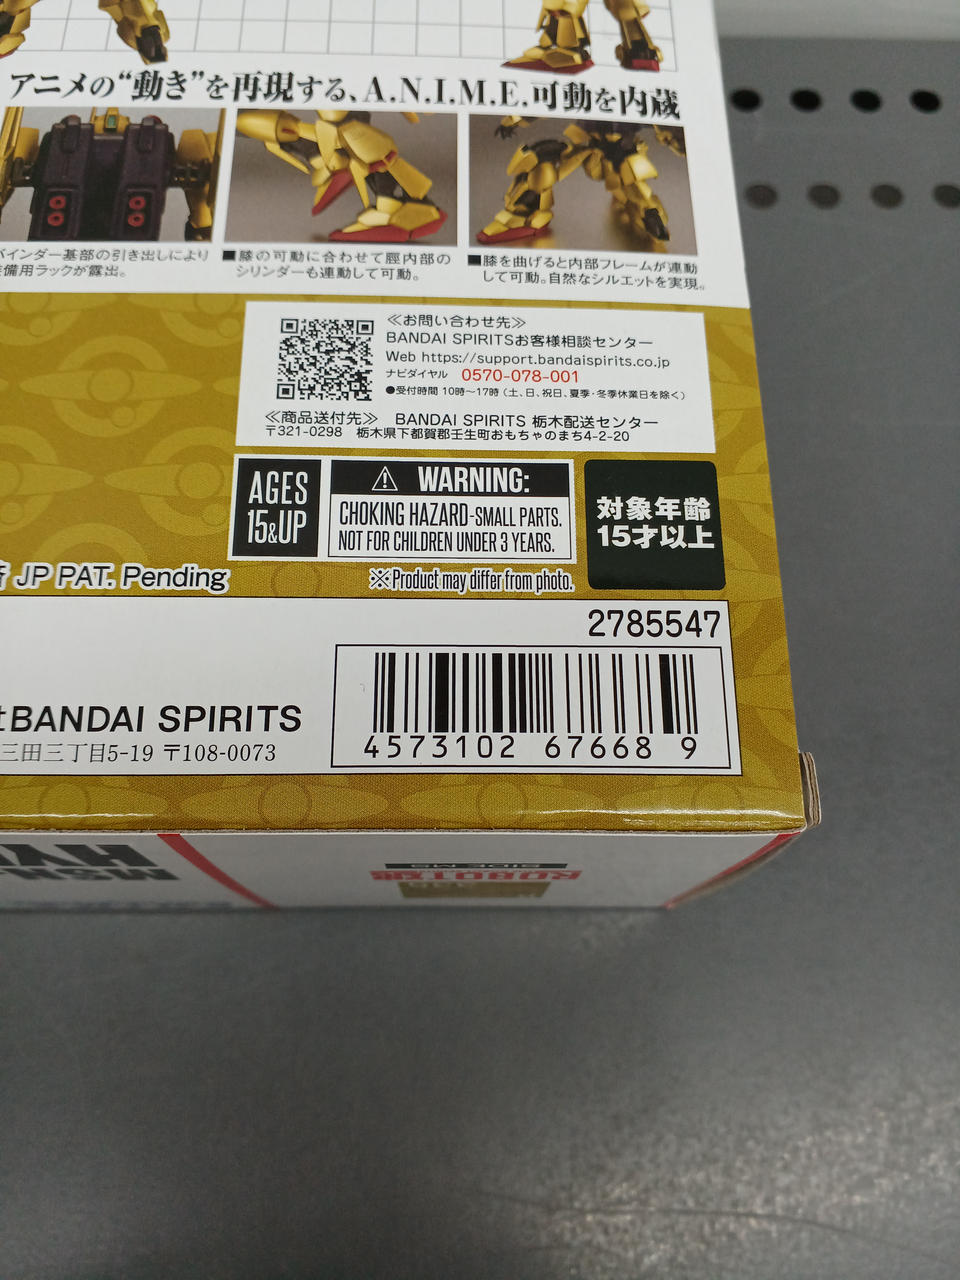 アニメの“動き”を再現する、A.N.I.M.E.可動を内蔵
バインダー基部の引き出しにより
備用ラックが露出。
■膝の可動に合わせて脛内部の
シリンダーも連動して可動。
■膝を曲げると内部フレームが連動
して可動。自然なシルエットを実現。
≪お問い合わせ先≫
BANDAI SPIRITSお客様相談センター
Web https://support.bandaispirits.co.jp
ナビダイヤル 0570-078-001
●受付時間 10時～17時（土、日、祝日、夏季・冬季休業日を除く）
≪商品送付先≫ BANDAI SPIRITS 栃木配送センター
〒321-0298 栃木県下都賀郡壬生町おもちゃのまち4-2-20
AGES
15&UP
WARNING:
CHOKING HAZARD-SMALL PARTS.
NOT FOR CHILDREN UNDER 3 YEARS.
対象年齢
15才以上
JP PAT. Pending
※Product may differ from photo.
2785547
BANDAI SPIRITS
三田三丁目5-19 〒108-0073
4573102 67668 9
SIDE MS
ROBOT魂